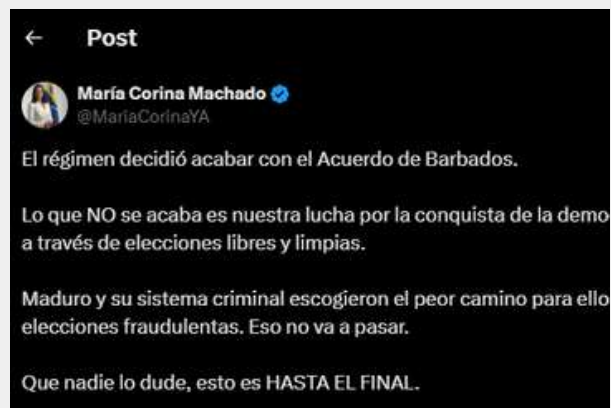 Post
María Corina Machado
@MariaCorinaYA
El régimen decidió acabar con el Acuerdo de Barbados.
Lo que NO se acaba es nuestra lucha por la conquista de la demo
a través de elecciones libres y limpias.
Maduro y su sistema criminal escogieron el peor camino para ello
elecciones fraudulentas. Eso no va a pasar.
Que nadie lo dude, esto es HASTA EL FINAL.